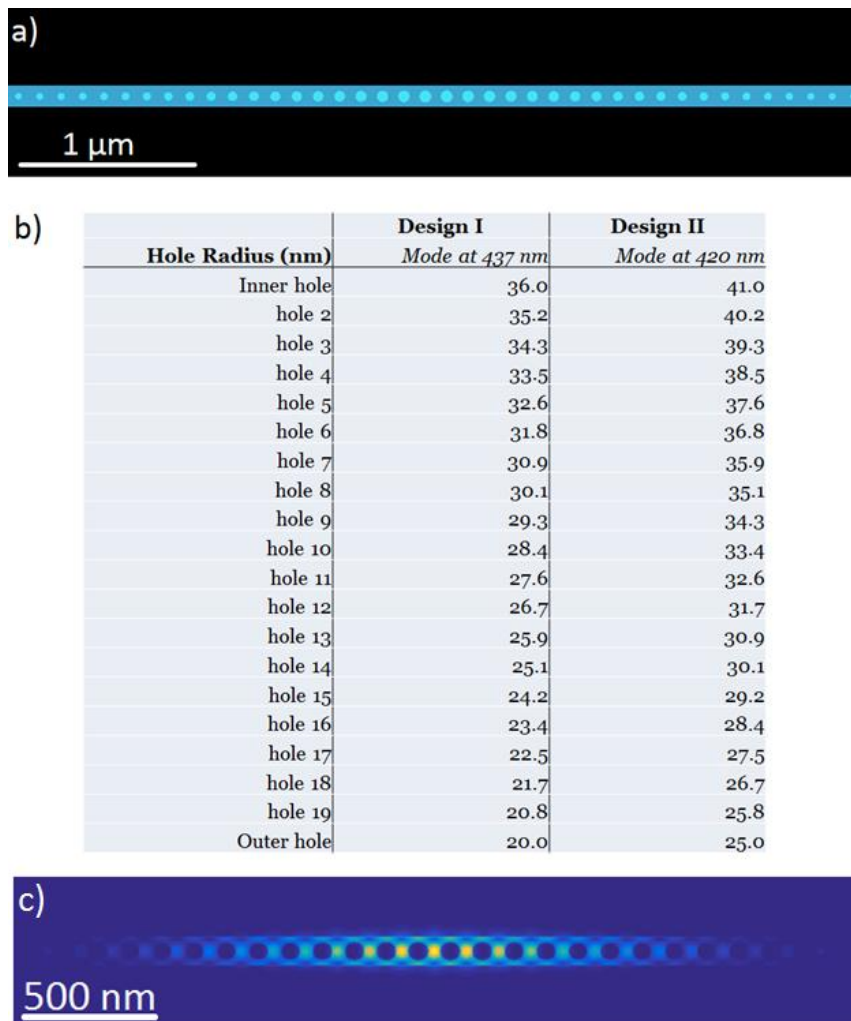 a)
1 μm
b)
Design I Design II
Hole Radius (nm) Mode at 437 nm Mode at 420 nm
Inner hole 36.0 41.0
hole 2 35.2 40.2
hole 3 34.3 39.3
hole 4 33.5 38.5
hole 5 32.6 37.6
hole 6 31.8 36.8
hole 7 30.9 35.9
hole 8 30.1 35.1
hole 9 29.3 34.3
hole 10 28.4 33.4
hole 11 27.6 32.6
hole 12 26.7 31.7
hole 13 25.9 30.9
hole 14 25.1 30.1
hole 15 24.2 29.2
hole 16 23.4 28.4
hole 17 22.5 27.5
hole 18 21.7 26.7
hole 19 20.8 25.8
Outer hole 20.0 25.0
c)
500 nm